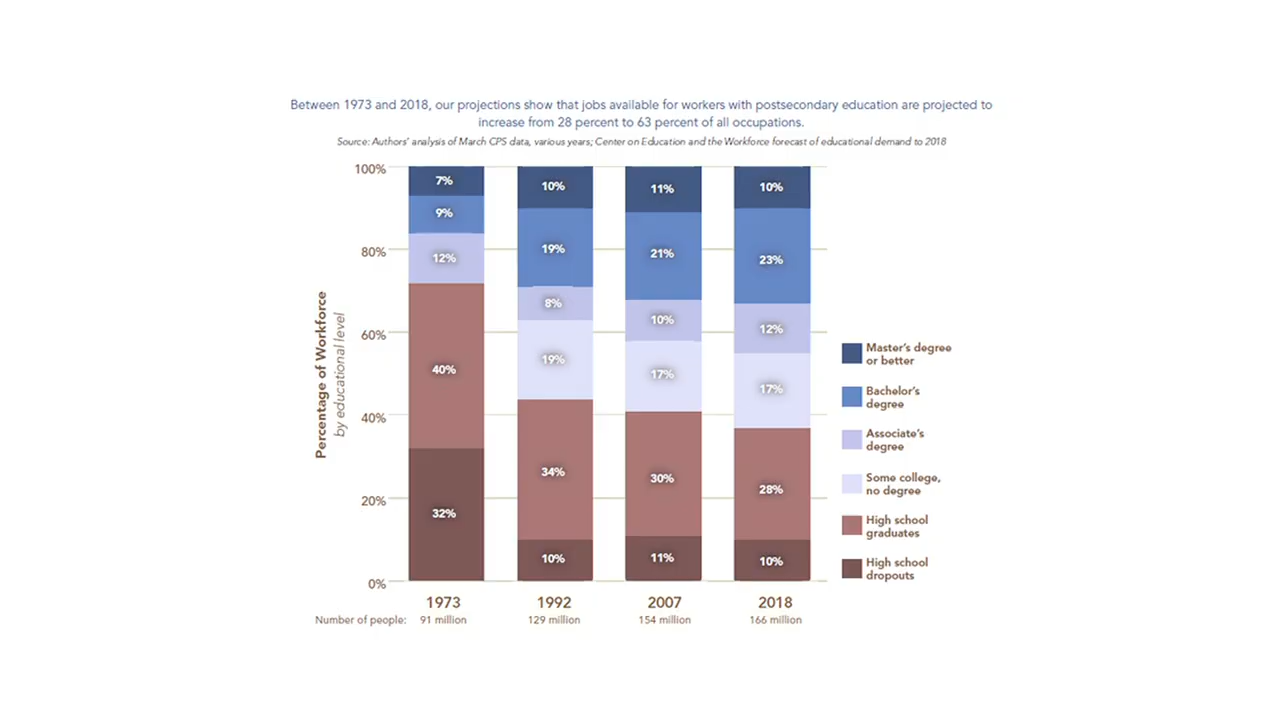 Between 1973 and 2018, our projections show that jobs available for workers with postsecondary education are projected to
increase from 28 percent to 63 percent of all occupations.
Source: Authors' analysis of March CPS data, various years; Center on Education and the Workforce forecast of educational demand to 2018
100%
80%
60%
40%
20%
0%
Percentage of Workforce
by educational level
7%
9%
12%
40%
32%
10%
19%
8%
19%
34%
10%
11%
21%
10%
17%
30%
11%
10%
23%
12%
17%
28%
10%
Master's degree
or better
Bachelor's
degree
Associate's
degree
Some college,
no degree
High school
graduates
High school
dropouts
1973 1992 2007 2018
Number of people: 91 million 129 million 154 million 166 million